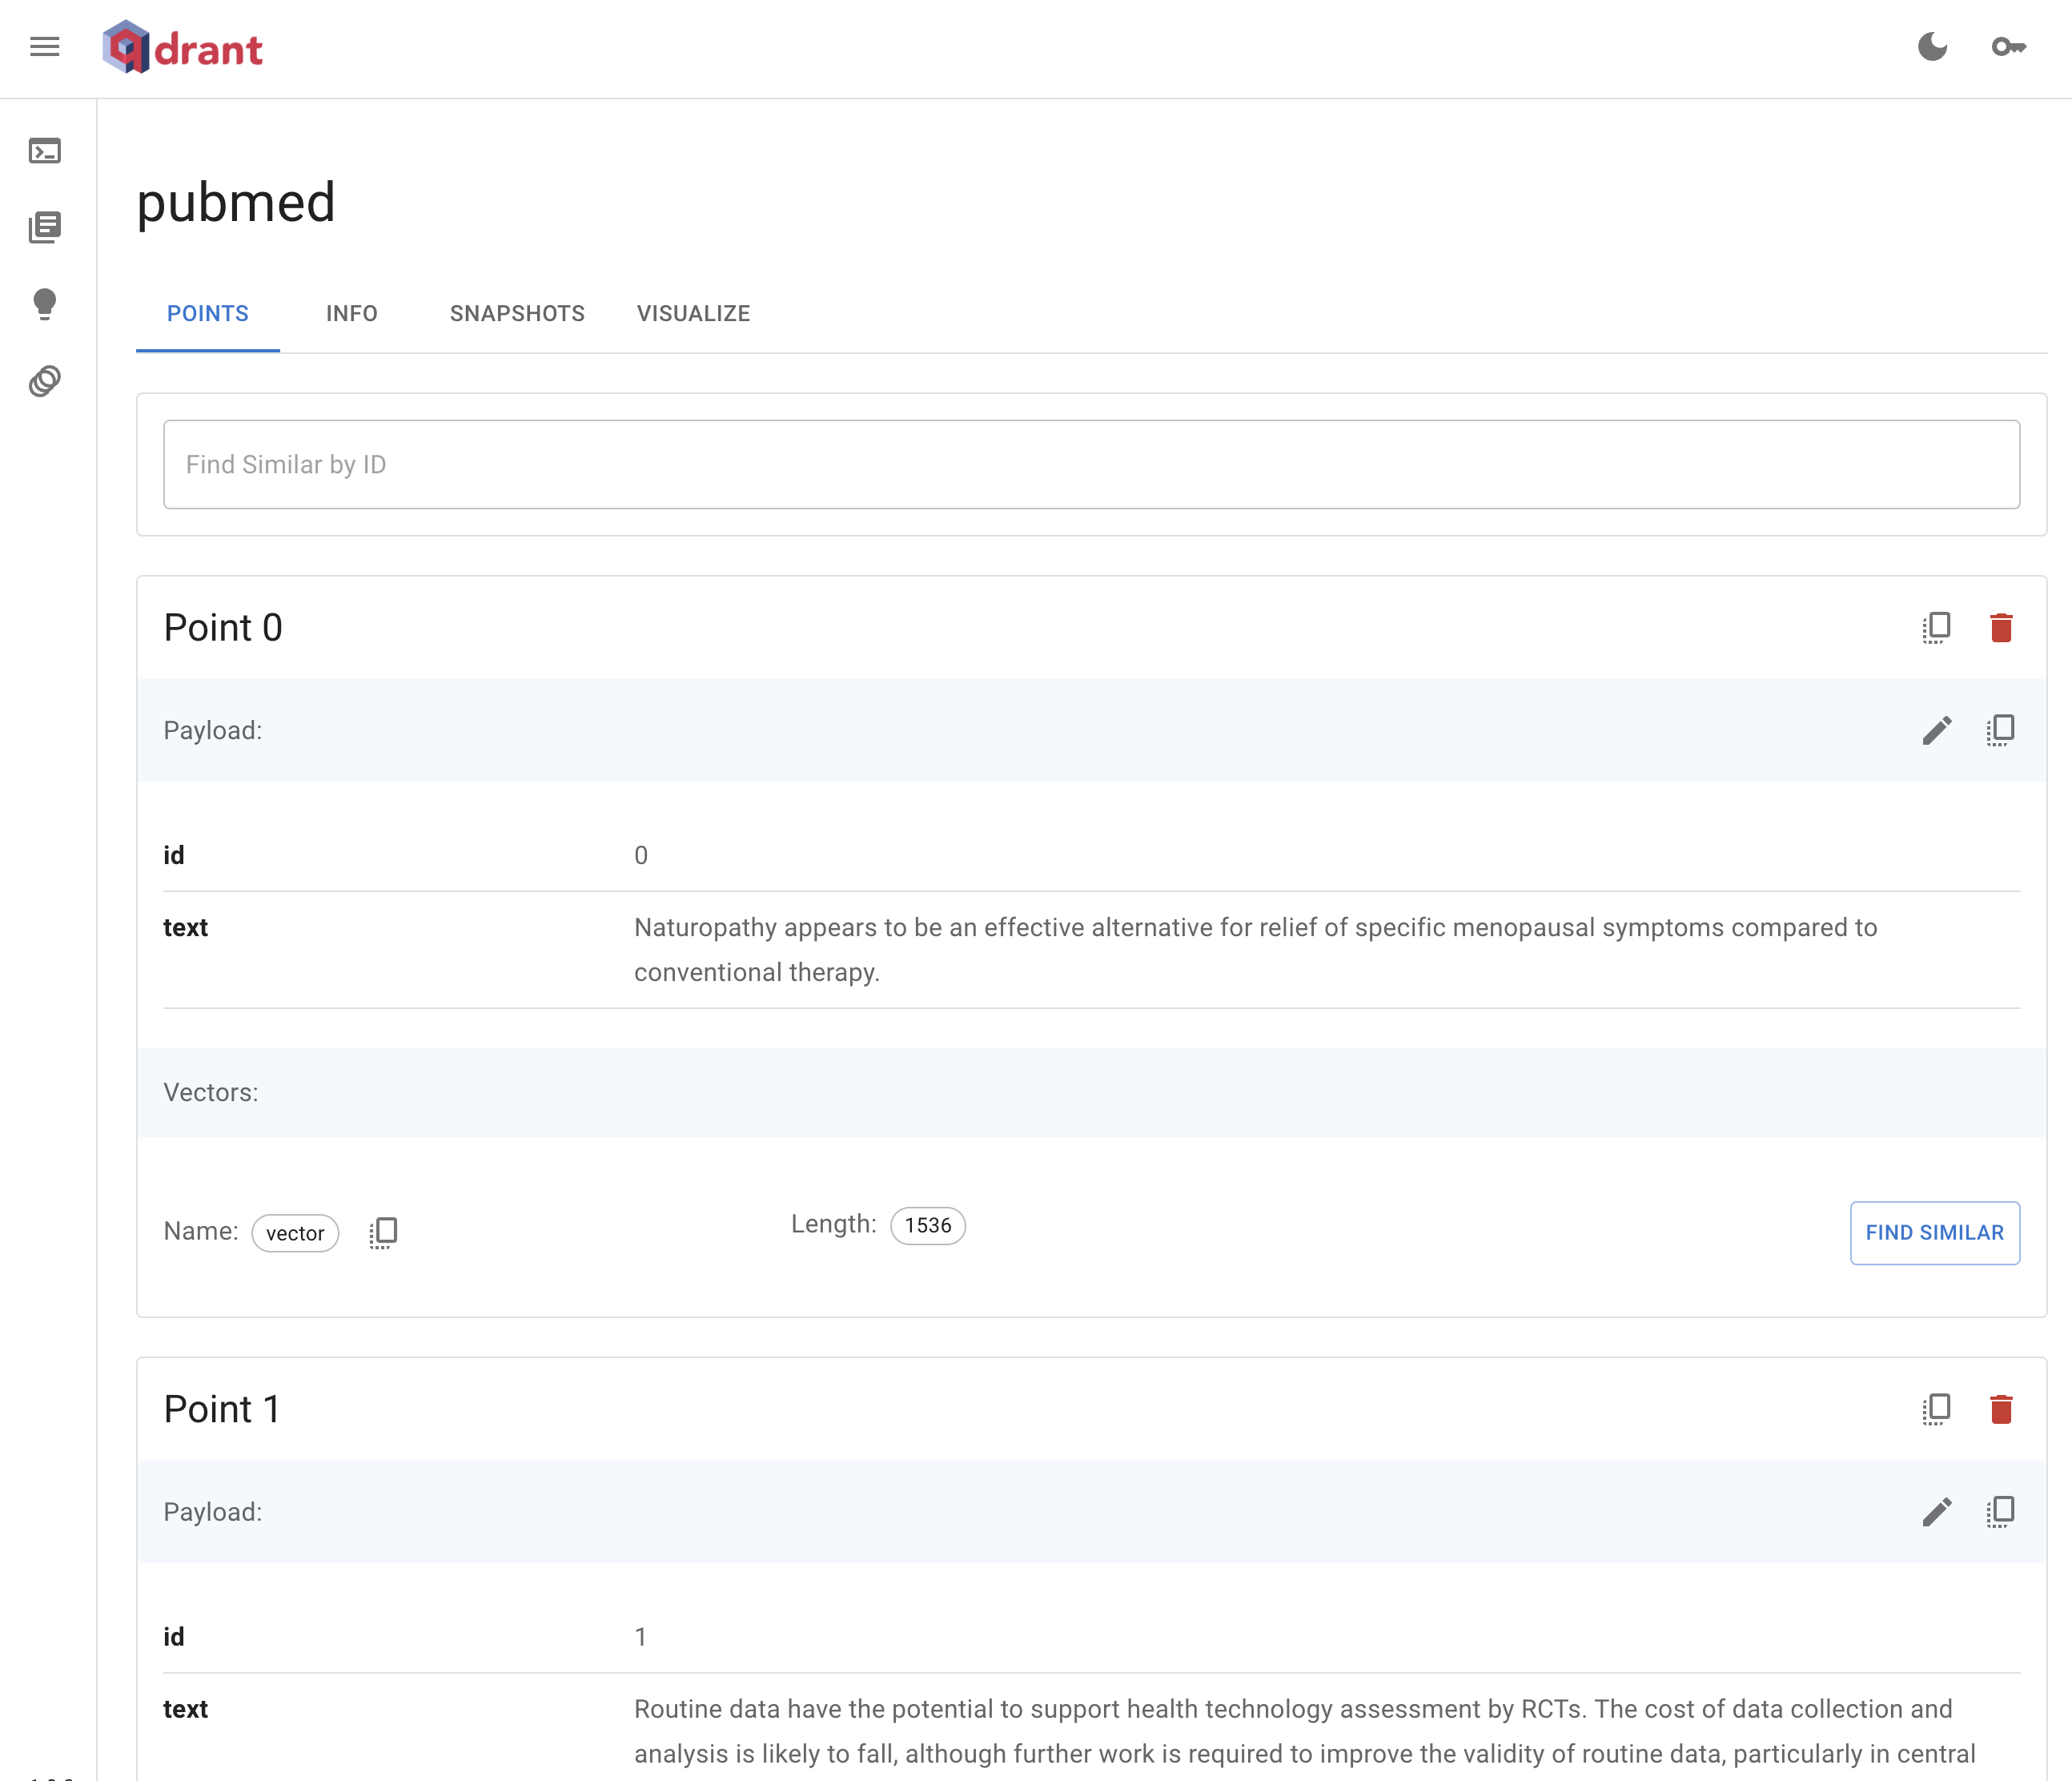 qdrant
pubmed
POINTS INFO SNAPSHOTS VISUALIZE
Find Similar by ID
Point 0
Payload:
id 0
text Naturopathy appears to be an effective alternative for relief of specific menopausal symptoms compared to
conventional therapy.
Vectors:
Name: vector Length: 1536 FIND SIMILAR
Point 1
Payload:
id 1
text Routine data have the potential to support health technology assessment by RCTs. The cost of data collection and
analysis is likely to fall, although further work is required to improve the validity of routine data, particularly in central